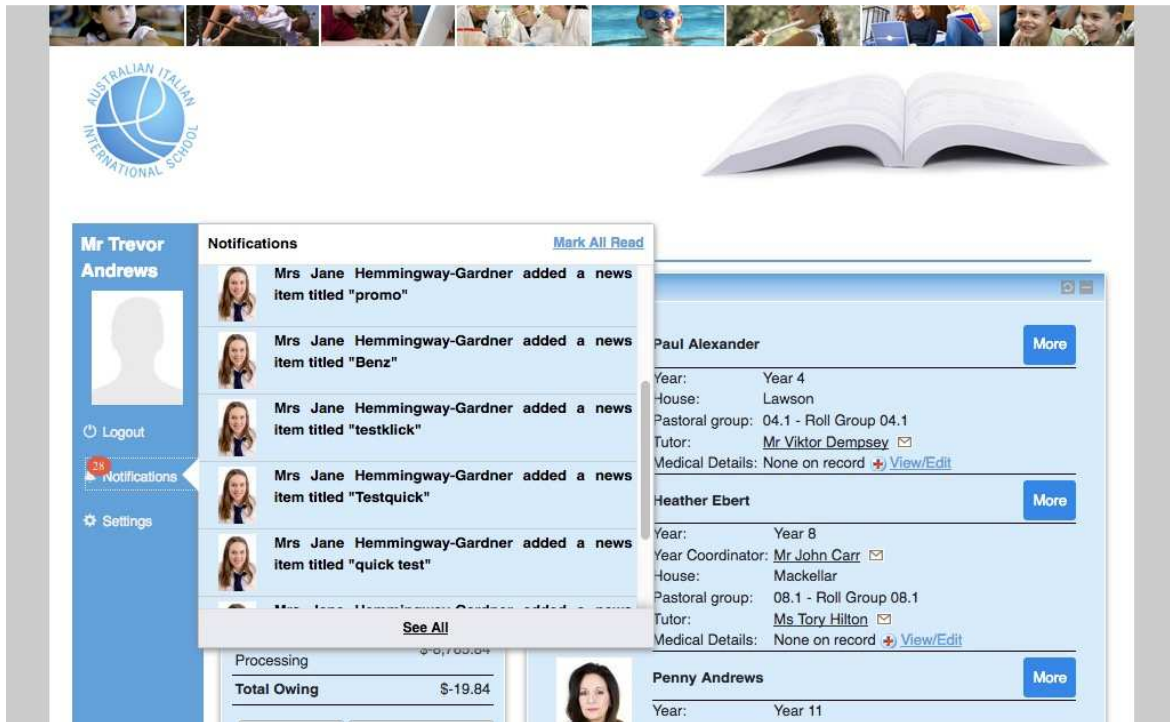 AUSTRALIAN ITALIAN
INTERNATIONAL SCHOOL
Mr Trevor
Andrews
Logout
28
Notifications
Settings
Notifications
Mark All Read
Mrs Jane Hemmingway-Gardner added a news
item titled "promo"
Mrs Jane Hemmingway-Gardner added a news
item titled "Benz"
Mrs Jane Hemmingway-Gardner added a news
item titled "testklick"
Mrs Jane Hemmingway-Gardner added a news
item titled "Testquick"
Mrs Jane Hemmingway-Gardner added a news
item titled "quick test"
Mrs Jane Hemmingway-Gardner added a news
See All
Processing
Total Owing $-19.84
Paul Alexander More
Year: Year 4
House: Lawson
Pastoral group: 04.1 - Roll Group 04.1
Tutor: Mr Viktor Dempsey
Medical Details: None on record View/Edit
Heather Ebert More
Year: Year 8
Year Coordinator: Mr John Carr
House: Mackellar
Pastoral group: 08.1 - Roll Group 08.1
Tutor: Ms Tory Hilton
Medical Details: None on record View/Edit
Penny Andrews More
Year: Year 11